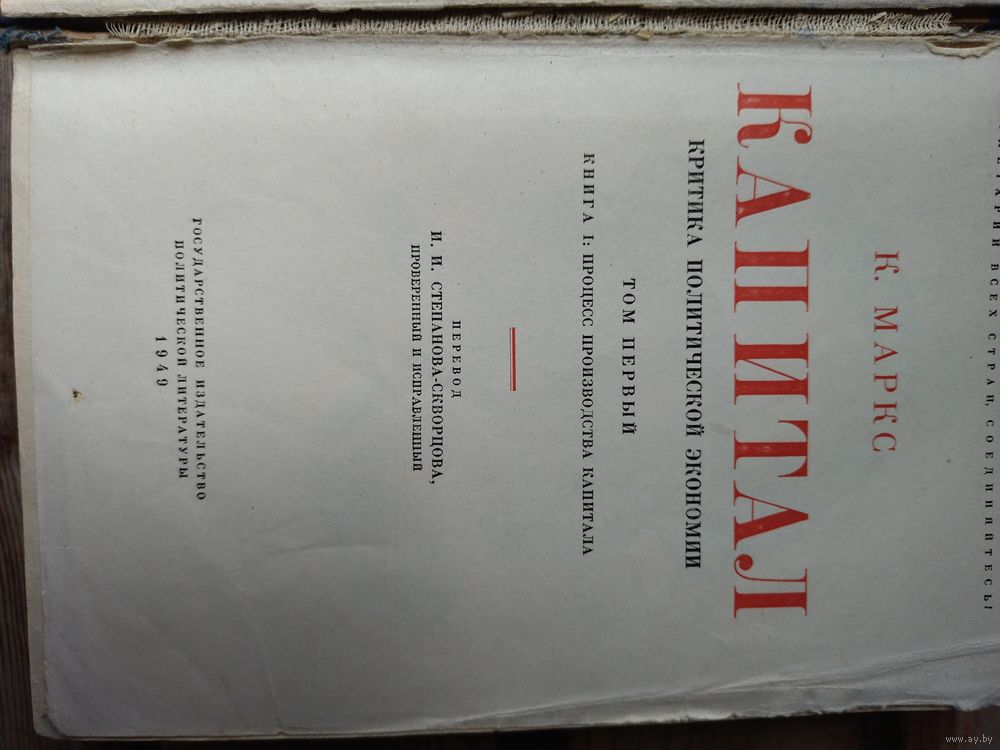 ВСЕХ СТРАН, СОЕДИНЯЙТЕСЬ!
К. МАРКС
КАПИТАЛ
КРИТИКА ПОЛИТИЧЕСКОЙ ЭКОНОМИИ
ТОМ ПЕРВЫЙ
КНИГА I: ПРОЦЕСС ПРОИЗВОДСТВА КАПИТАЛА
ПЕРЕВОД
И. И. СТЕПАНОВА-СКВОРЦОВА,
ПРОВЕРЕННЫЙ И ИСПРАВЛЕННЫЙ
ГОСУДАРСТВЕННОЕ ИЗДАТЕЛЬСТВО
ПОЛИТИЧЕСКОЙ ЛИТЕРАТУРЫ
1949
www.ay.by